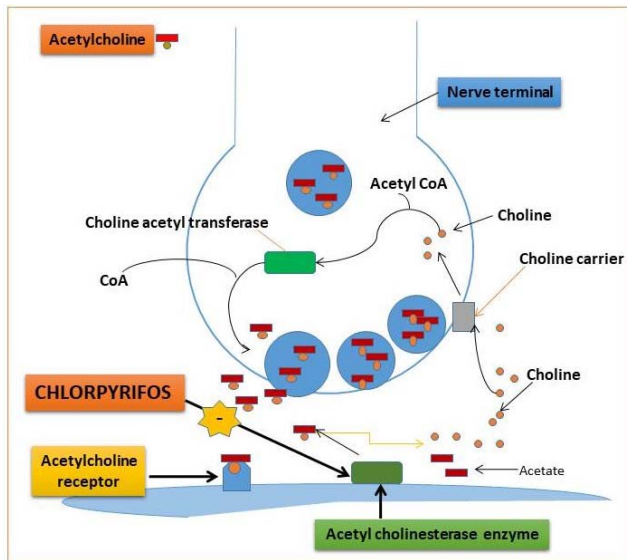 Acetylcholine
Nerve terminal
Acetyl CoA
Choline
Choline acetyl transferase
Choline carrier
CoA
Choline
CHLORPYRIFOS
-
Acetylcholine
receptor
Acetate
Acetyl cholinesterase enzyme